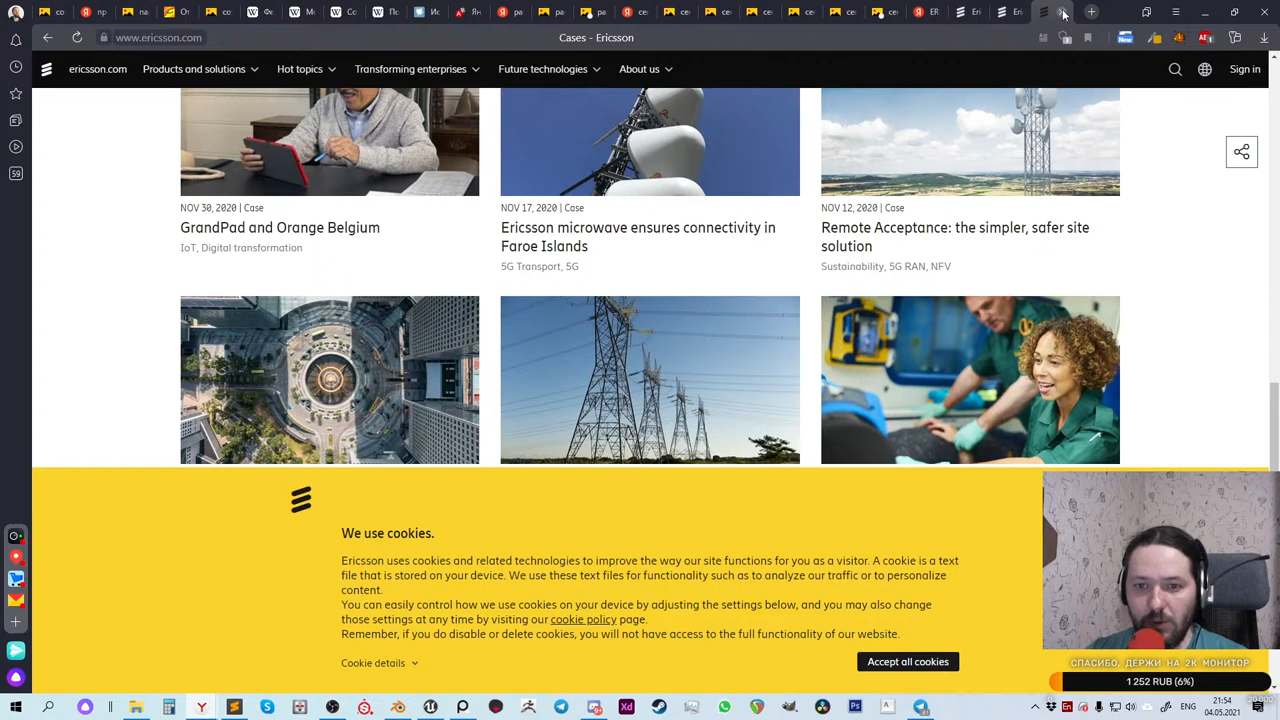 www.ericsson.com
Cases - Ericsson
3
New
1
ericsson.com
Products and solutions
Hot topics
Transforming enterprises
Future technologies
About us
Sign in
59
NOV 30, 2020 | Case
GrandPad and Orange Belgium
IoT, Digital transformation
NOV 17, 2020 | Case
Ericsson microwave ensures connectivity in
Faroe Islands
5G Transport, 5G
NOV 12, 2020 | Case
Remote Acceptance: the simpler, safer site
solution
Sustainability, 5G RAN, NFV
We use cookies.
Ericsson uses cookies and related technologies to improve the way our site functions for you as a visitor. A cookie is a text
file that is stored on your device. We use these text files for functionality such as to analyze our traffic or to personalize
content.
You can easily control how we use cookies on your device by adjusting the settings below, and you may also change
those settings at any time by visiting our cookie policy page.
Remember, if you do disable or delete cookies, you will not have access to the full functionality of our website.
Cookie details
Accept all cookies
СПАСИБО, ДЕРЖИ НА 2К МОНИТОР
1 252 RUB (6%)
ENG
21:54
04.05.2021